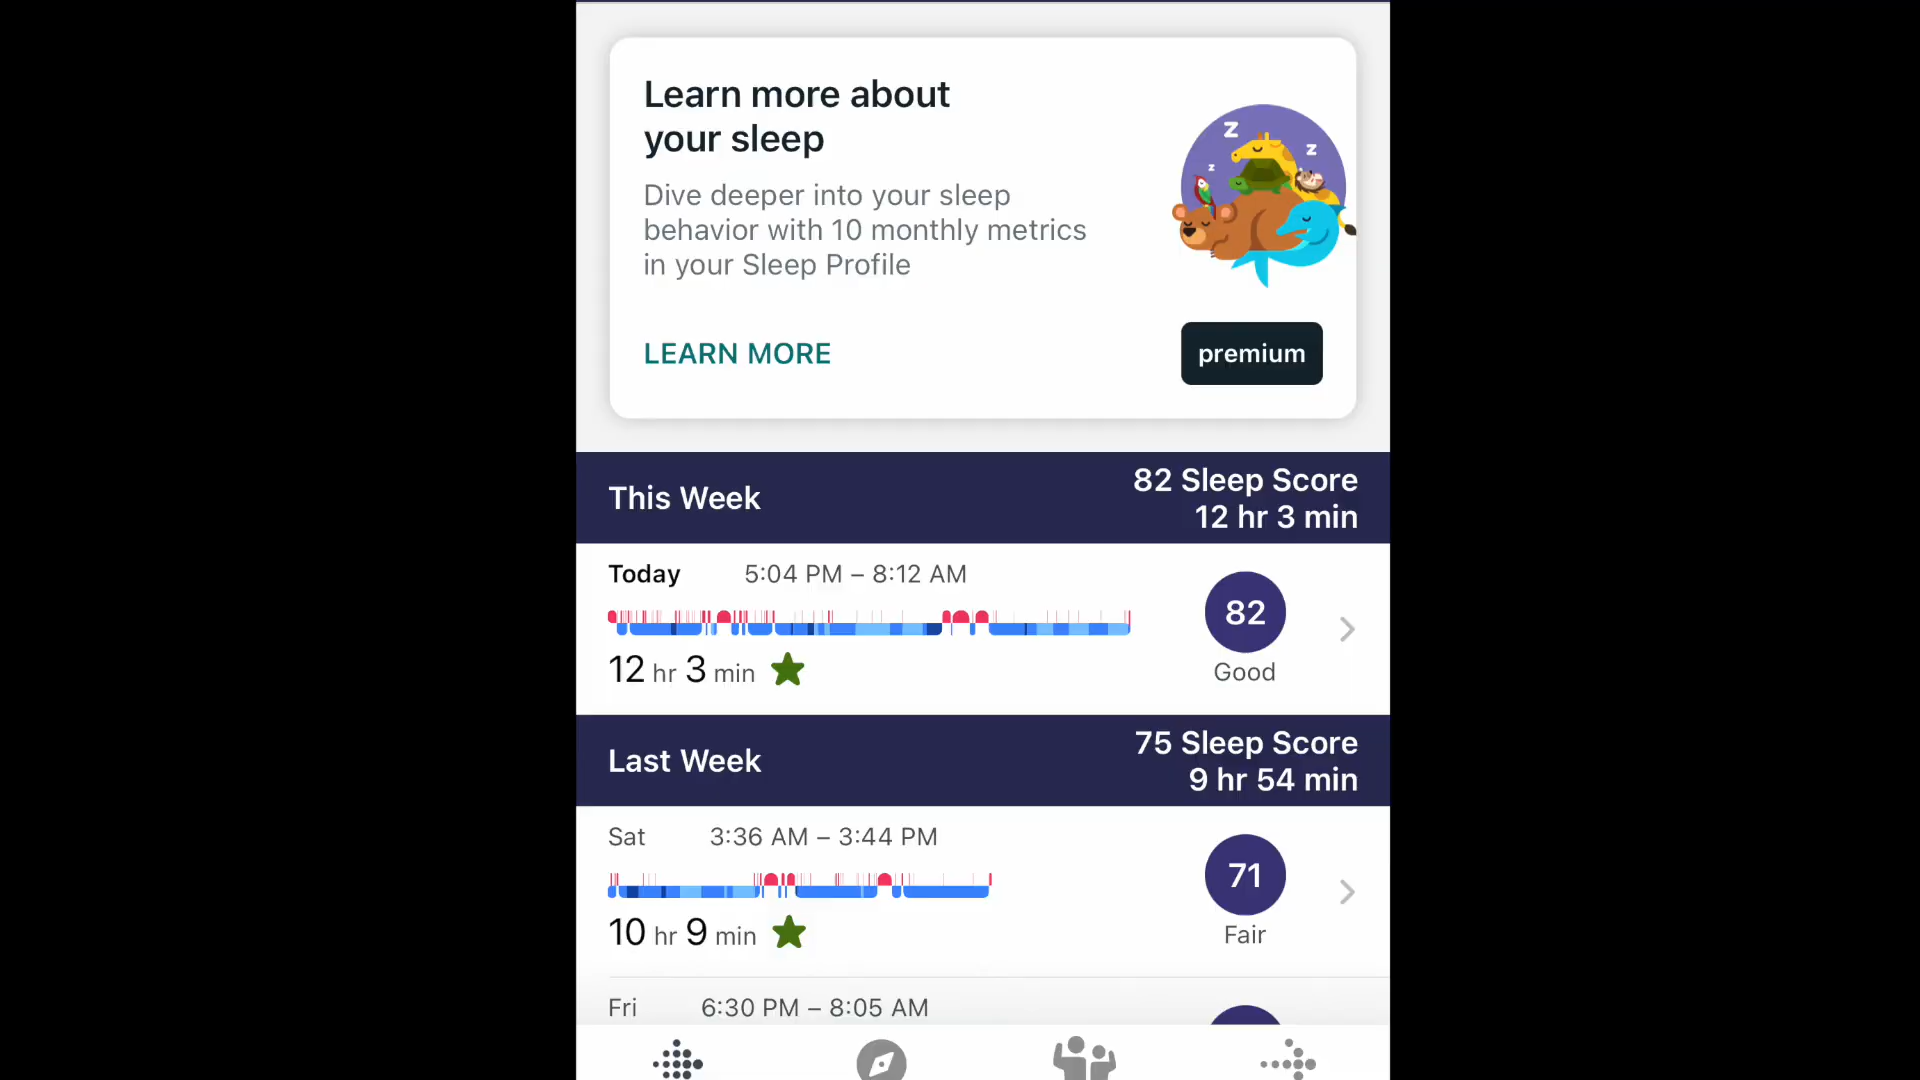 Learn more about
your sleep
Dive deeper into your sleep
behavior with 10 monthly metrics
in your Sleep Profile
LEARN MORE
premium
z
z
z
This Week
82 Sleep Score
12 hr 3 min
Today 5:04 PM – 8:12 AM
82
Good
12 hr 3 min
Last Week
75 Sleep Score
9 hr 54 min
Sat 3:36 AM – 3:44 PM
71
Fair
10 hr 9 min
Fri 6:30 PM – 8:05 AM